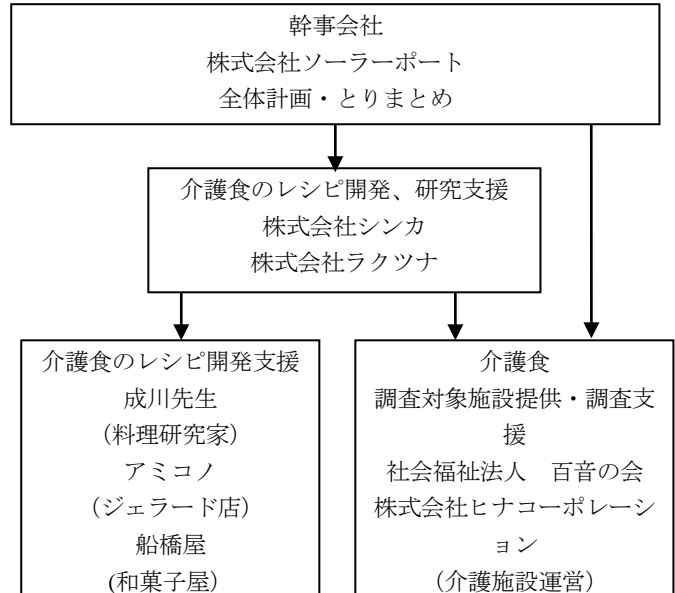 幹事会社
株式会社ソーラーポート
全体計画・とりまとめ
介護食のレシピ開発、研究支援
株式会社シンカ
株式会社ラクツナ
介護食のレシピ開発支援
成川先生
（料理研究家）
アミコノ
（ジェラード店）
船橋屋
(和菓子屋）
介護食
調査対象施設提供・調査支
援
社会福祉法人　百音の会
株式会社ヒナコーポレーシ
ョン
（介護施設運営）